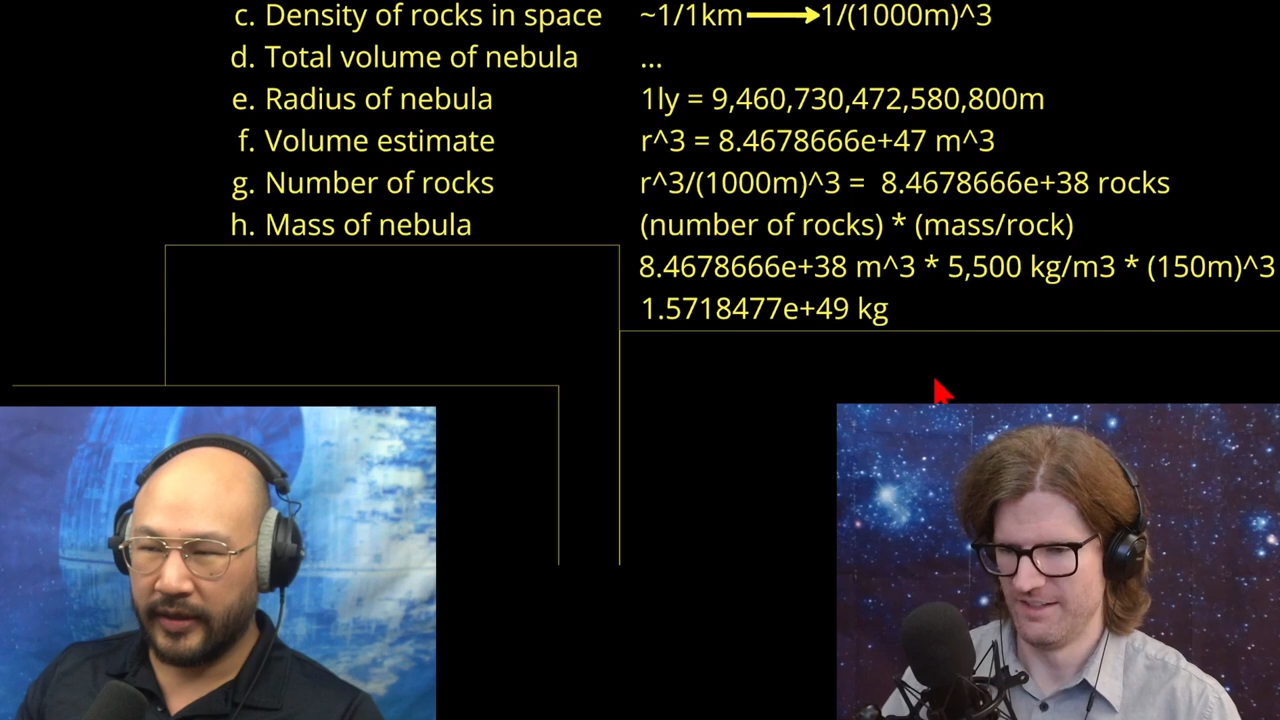 c. Density of rocks in space ~1/1km 1/(1000m)^3
d. Total volume of nebula ...
e. Radius of nebula 1ly = 9,460,730,472,580,800m
f. Volume estimate r^3 = 8.4678666e+47 m^3
g. Number of rocks r^3/(1000m)^3 = 8.4678666e+38 rocks
h. Mass of nebula (number of rocks) * (mass/rock)
8.4678666e+38 m^3 * 5,500 kg/m3 * (150m)^3
1.5718477e+49 kg